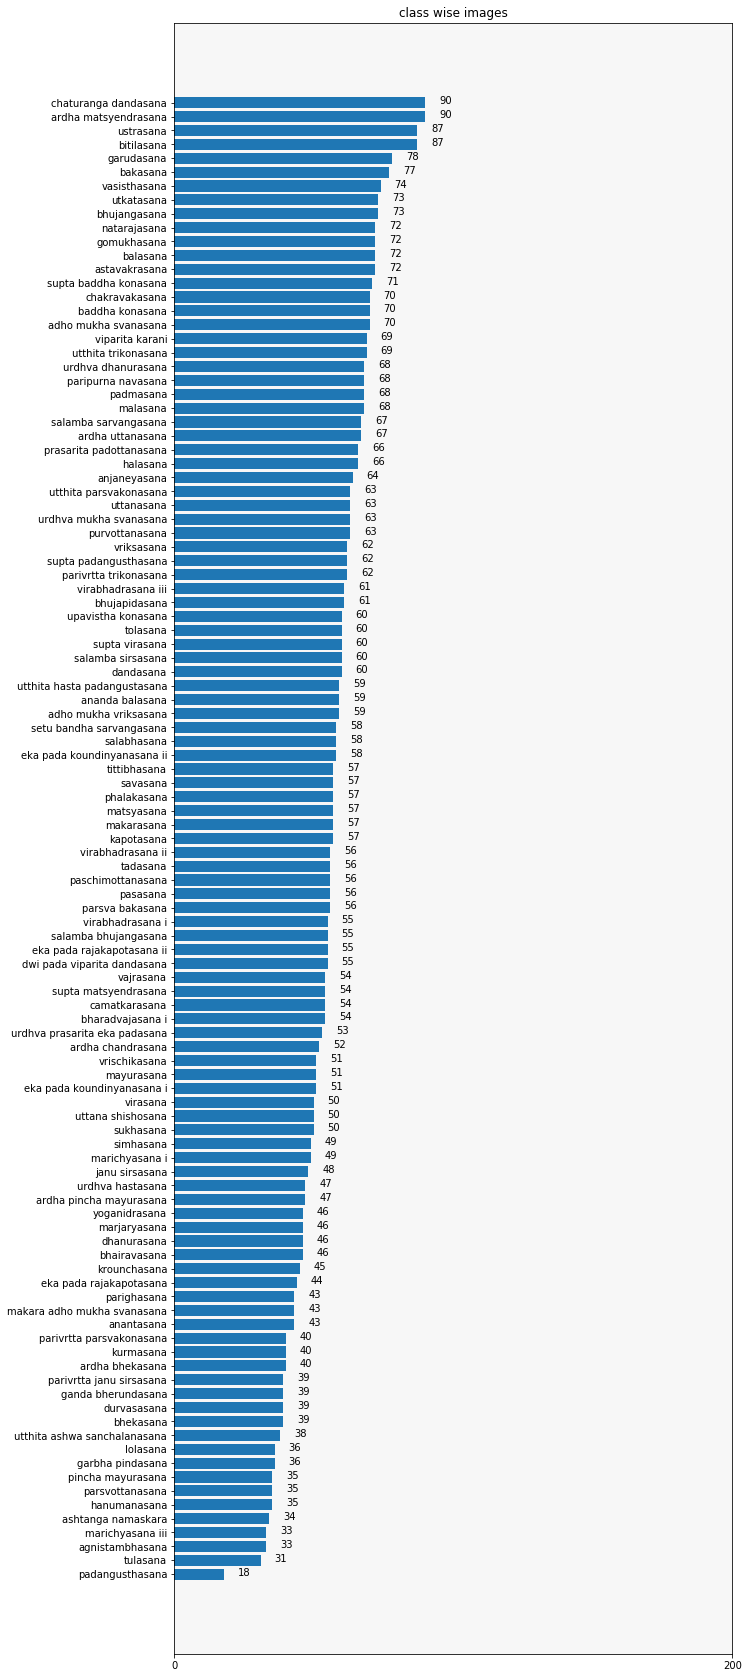 class wise images
chaturanga dandasana 90
ardha matsyendrasana 90
ustrasana 87
bitilasana 87
garudasana 78
bakasana 77
vasisthasana 74
utkatasana 73
bhujangasana 73
natarajasana 72
gomukhasana 72
balasana 72
astavakrasana 72
supta baddha konasana 71
chakravakasana 70
baddha konasana 70
adho mukha svanasana 70
viparita karani 69
utthita trikonasana 69
urdhva dhanurasana 68
paripurna navasana 68
padmasana 68
malasana 68
salamba sarvangasana 67
ardha uttanasana 67
prasarita padottanasana 66
halasana 66
anjaneyasana 64
utthita parsvakonasana 63
uttanasana 63
urdhva mukha svanasana 63
purvottanasana 63
vriksasana 62
supta padangusthasana 62
parivrtta trikonasana 62
virabhadrasana iii 61
bhujapidasana 61
upavistha konasana 60
tolasana 60
supta virasana 60
salamba sirsasana 60
dandasana 60
utthita hasta padangustasana 59
ananda balasana 59
adho mukha vriksasana 59
setu bandha sarvangasana 58
salabhasana 58
eka pada koundinyanasana ii 58
tittibhasana 57
savasana 57
phalakasana 57
matsyasana 57
makarasana 57
kapotasana 57
virabhadrasana ii 56
tadasana 56
paschimottanasana 56
pasasana 56
parsva bakasana 56
virabhadrasana i 55
salamba bhujangasana 55
eka pada rajakapotasana ii 55
dwi pada viparita dandasana 55
vajrasana 54
supta matsyendrasana 54
camatkarasana 54
bharadvajasana i 54
urdhva prasarita eka padasana 53
ardha chandrasana 52
vrischikasana 51
mayurasana 51
eka pada koundinyanasana i 51
virasana 50
uttana shishosana 50
sukhasana 50
simhasana 49
marichyasana i 49
janu sirsasana 48
urdhva hastasana 47
ardha pincha mayurasana 47
yoganidrasana 46
marjaryasana 46
dhanurasana 46
bhairavasana 46
krounchasana 45
eka pada rajakapotasana 44
parighasana 43
makara adho mukha svanasana 43
anantasana 43
parivrtta parsvakonasana 40
kurmasana 40
ardha bhekasana 40
parivrtta janu sirsasana 39
ganda bherundasana 39
durvasasana 39
bhekasana 39
utthita ashwa sanchalanasana 38
lolasana 36
garbha pindasana 36
pincha mayurasana 35
parsvottanasana 35
hanumanasana 35
ashtanga namaskara 34
marichyasana iii 33
agnistambhasana 33
tulasana 31
padangusthasana 18
0 200